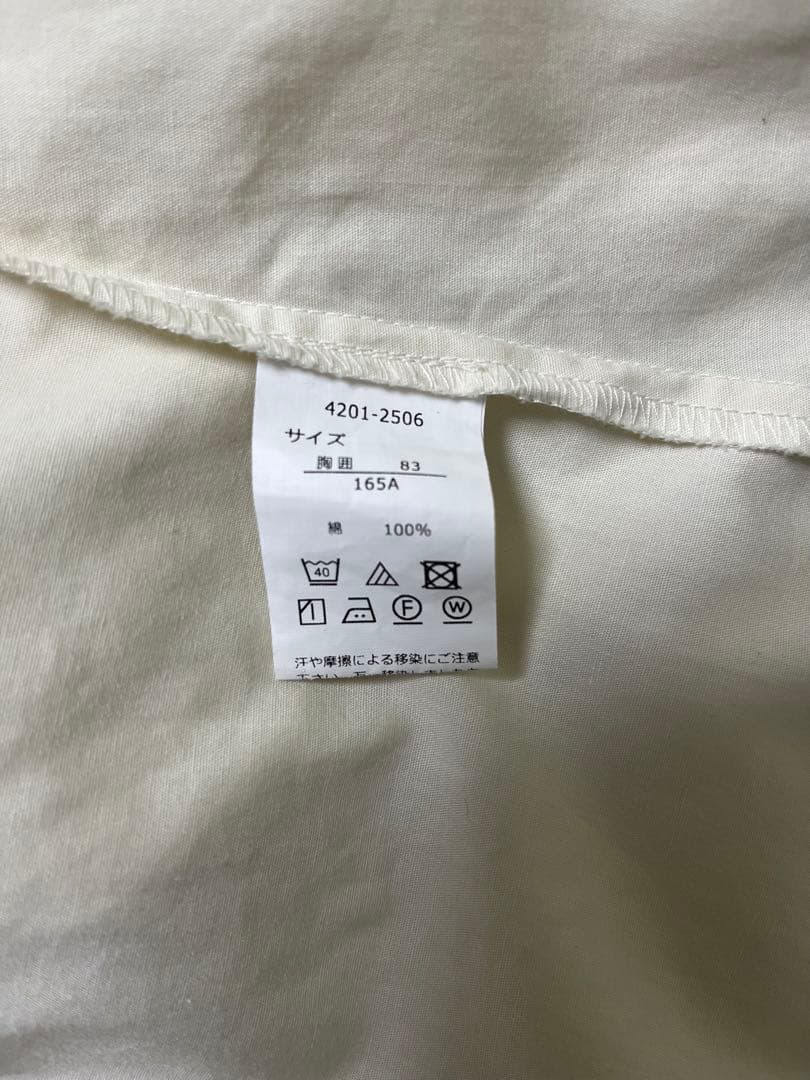 4201-2506
サイズ
胸囲 83
165A
綿 100%
40
F W
汗や摩擦による移染にご注意